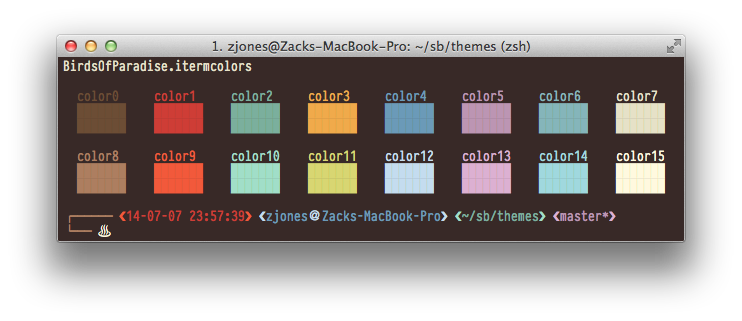 1. zjones@Zacks-MacBook-Pro: ~/sb/themes (zsh)
BirdsOfParadise.itermcolors
color0 color1 color2 color3 color4 color5 color6 color7
color8 color9 color10 color11 color12 color13 color14 color15
❮14-07-07 23:57:39❯ ❮zjones@Zacks-MacBook-Pro❯ ❮~/sb/themes❯ ❮master*❯